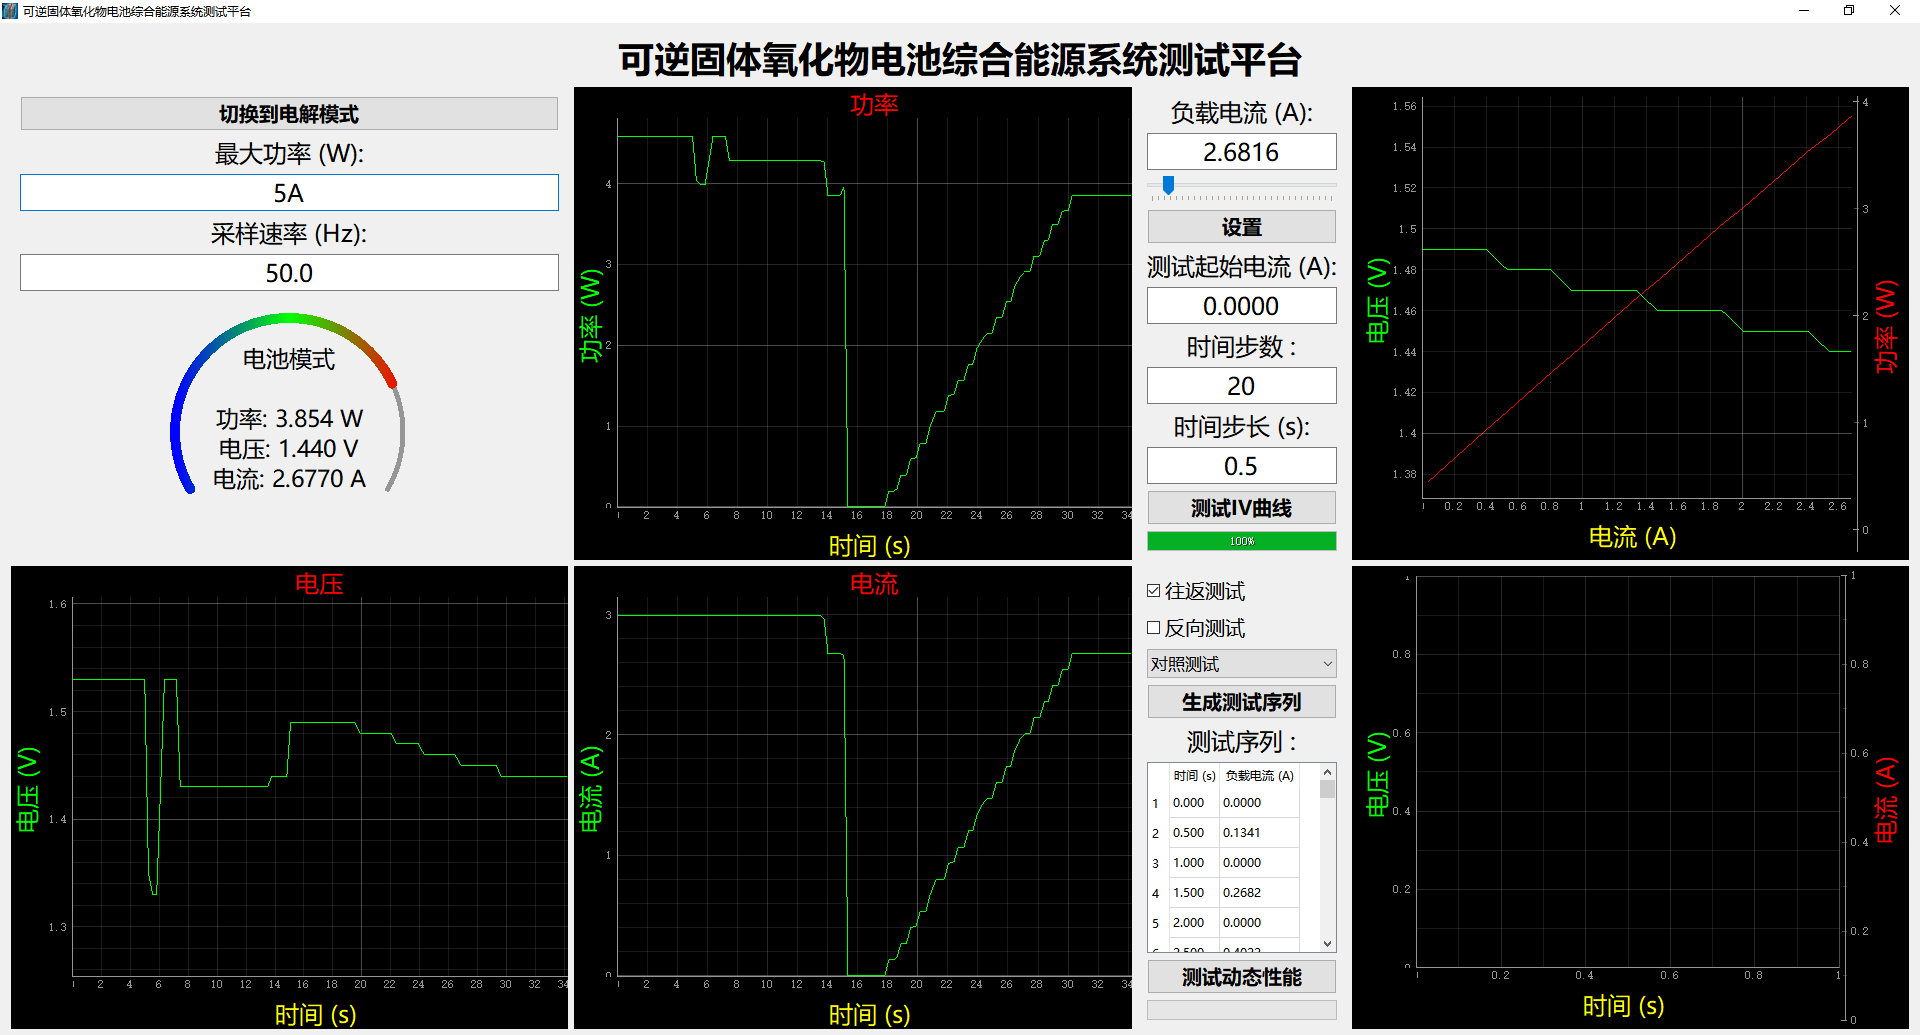 可逆固体氧化物电池综合能源系统测试平台
可逆固体氧化物电池综合能源系统测试平台
切换到电解模式
最大功率 (W):
5A
采样速率 (Hz):
50.0
电池模式
功率: 3.854 W
电压: 1.440 V
电流: 2.6770 A
功率
功率 (W)
4
3
2
1
0
2 4 6 8 10 12 14 16 18 20 22 24 26 28 30 32 34
时间 (s)
负载电流 (A):
2.6816
设置
测试起始电流 (A):
0.0000
时间步数 :
20
时间步长 (s):
0.5
测试IV曲线
100%
电压 (V)
1.56
1.54
1.52
1.5
1.48
1.46
1.44
1.42
1.4
1.38
0.2 0.4 0.6 0.8 1 1.2 1.4 1.6 1.8 2 2.2 2.4 2.6
电流 (A)
4
3
2
1
0
功率 (W)
电压
电压 (V)
1.6
1.5
1.4
1.3
2 4 6 8 10 12 14 16 18 20 22 24 26 28 30 32 34
时间 (s)
电流
电流 (A)
3
2
1
0
2 4 6 8 10 12 14 16 18 20 22 24 26 28 30 32 34
时间 (s)
往返测试
反向测试
对照测试
生成测试序列
测试序列 :
时间 (s) 负载电流 (A)
1 0.000 0.0000
2 0.500 0.1341
3 1.000 0.0000
4 1.500 0.2682
5 2.000 0.0000
测试动态性能
电压 (V)
1
0.8
0.6
0.4
0.2
0
0.2 0.4 0.6 0.8 1
时间 (s)
1
0.8
0.6
0.4
0.2
0
电流 (A)